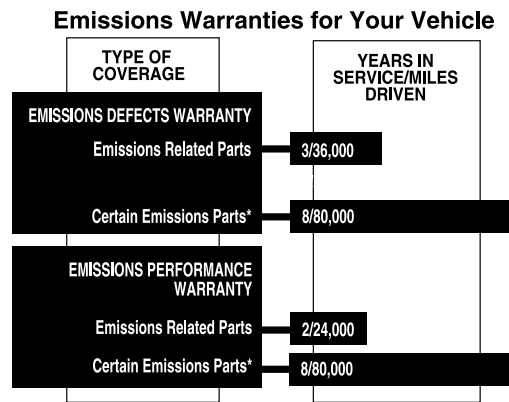 Emissions Warranties for Your Vehicle
TYPE OF
COVERAGE
YEARS IN
SERVICE/MILES
DRIVEN
EMISSIONS DEFECTS WARRANTY
Emissions Related Parts
3/36,000
Certain Emissions Parts*
8/80,000
EMISSIONS PERFORMANCE
WARRANTY
Emissions Related Parts
2/24,000
Certain Emissions Parts*
8/80,000